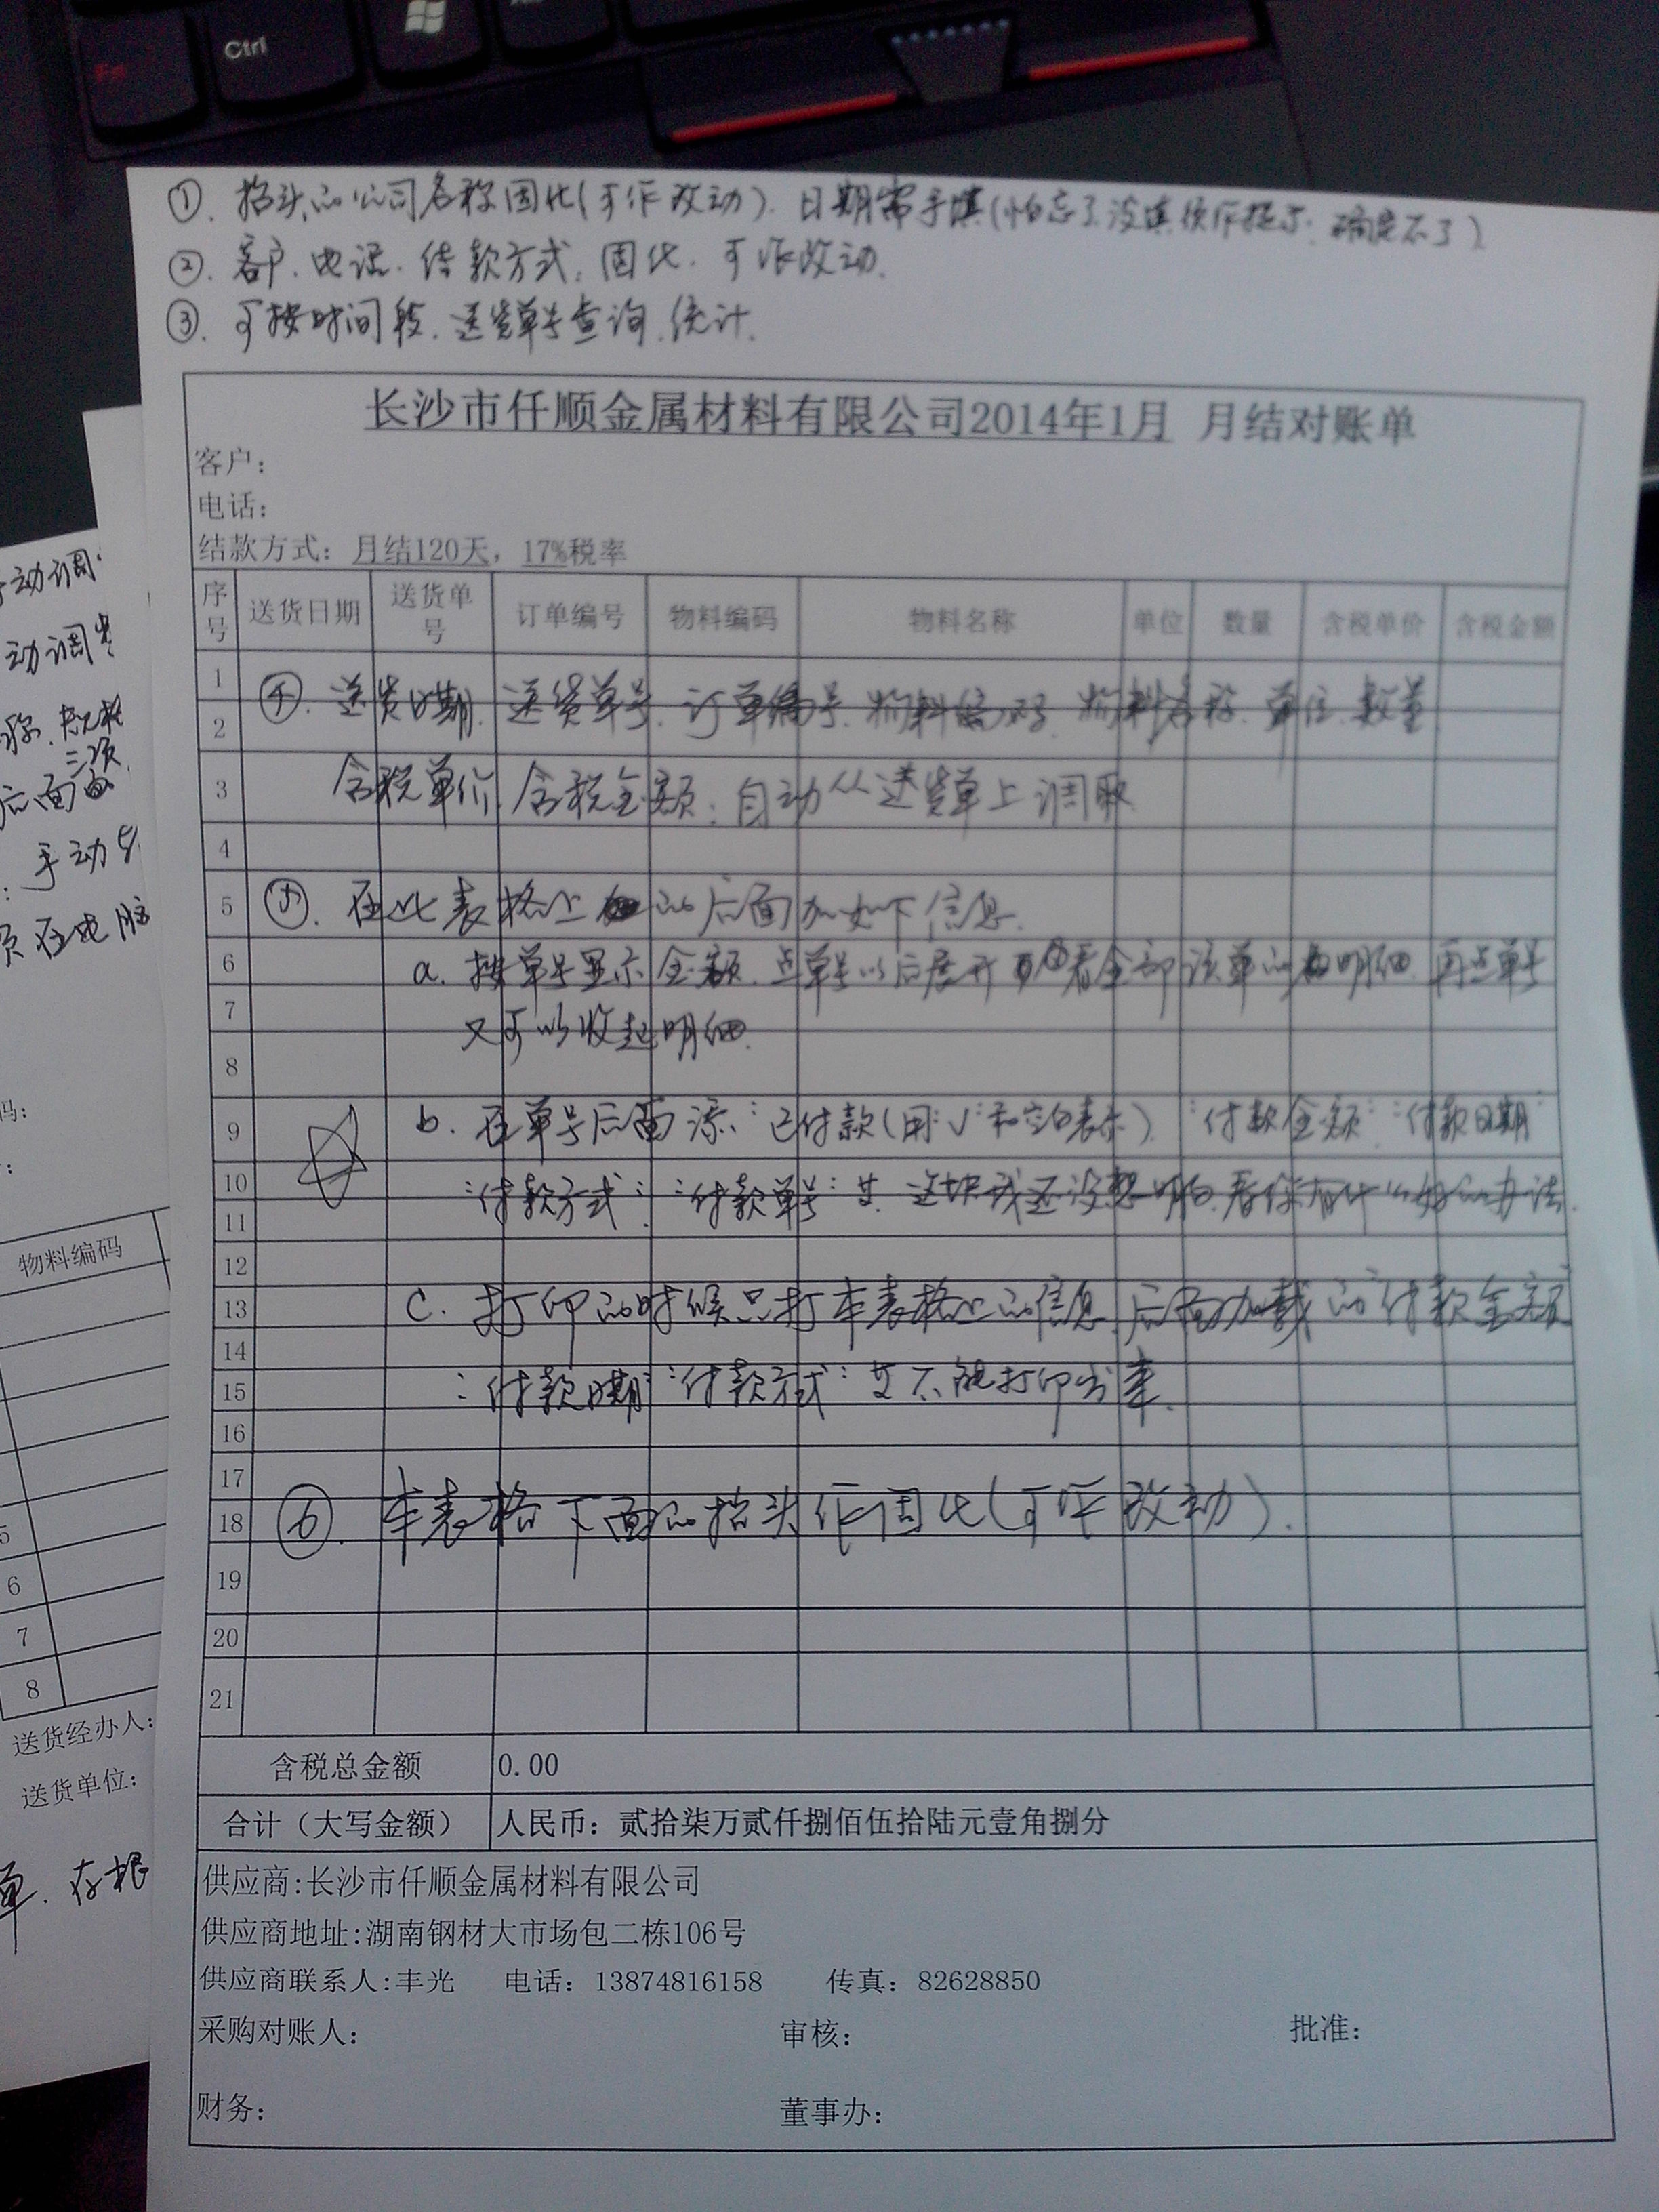 Fn
Ctrl
①. 抬头的公司名称固化(可作改动). 日期需手填(怕忘了没填 作提示. 确定不了)
②. 客户. 电话. 结款方式: 固化. 可作改动.
③. 可按时间段. 送货单号查询. 统计.
长沙市仟顺金属材料有限公司2014年1月 月结对账单
客户:
电话:
结款方式: 月结120天, 17%税率
序号 送货日期 送货单号 订单编号 物料编码 物料名称 单位 数量 含税单价 含税金额
1
④. 送货日期. 送货单号. 订单编号. 物料编码. 物料名称. 单位. 数量
2
3 含税单价. 含税金额: 自动从送货单上调取
4
5 ⑤. 在此表格上的后面加如下信息.
6 a. 按单号显示金额. 点单号以后展开 看全部该单的明细. 再点单号
7 又可以收起明细.
8
9 b. 在单号后面添"已付款(用"√"和空白表示). "付款金额" "付款日期"
10 "付款方式" "付款单号"等. 这块我还没想明白. 看你有什么好的办法.
11
12
13 c. 打印的时候只打本表格上的信息. 后面加载的"付款金额"
14
15 "付款日期" "付款方式"等不能打印出来.
16
17
18 ⑥. 本表格下面的抬头作固化(可作改动).
19
20
21
含税总金额 0.00
合计（大写金额） 人民币: 贰拾柒万贰仟捌佰伍拾陆元壹角捌分
供应商:长沙市仟顺金属材料有限公司
供应商地址:湖南钢材大市场包二栋106号
供应商联系人:丰光 电话: 13874816158 传真: 82628850
采购对账人: 审核: 批准:
财务: 董事办:
动调
动调
称.
三项
后面
: 手动
在电脑
码:
:
物料编码
5
6
7
8
送货经办人:
送货单位:
单. 存根